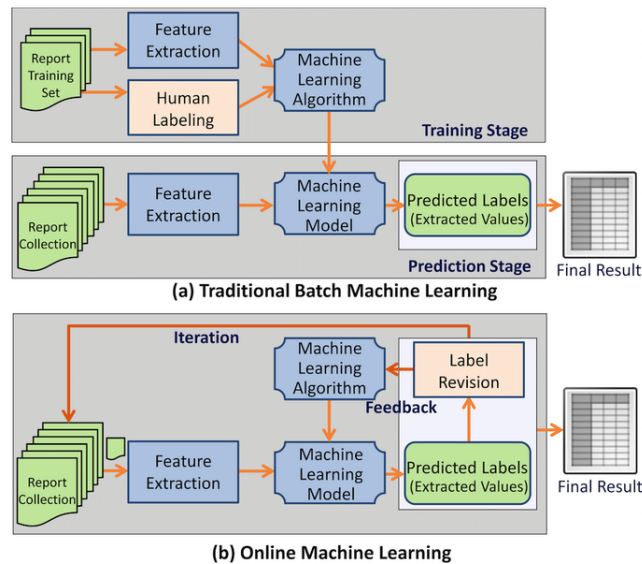 Report
Training
Set
Feature
Extraction
Human
Labeling
Machine
Learning
Algorithm
Training Stage
Report
Collection
Feature
Extraction
Machine
Learning
Model
Predicted Labels
(Extracted Values)
Prediction Stage
Final Result
(a) Traditional Batch Machine Learning
Iteration
Machine
Learning
Algorithm
Label
Revision
Feedback
Report
Collection
Feature
Extraction
Machine
Learning
Model
Predicted Labels
(Extracted Values)
Final Result
(b) Online Machine Learning